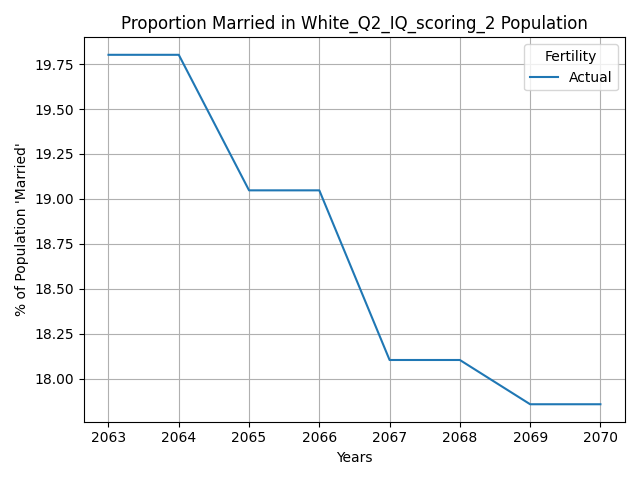 Proportion Married in White_Q2_IQ_scoring_2 Population
Fertility
Actual
% of Population 'Married'
19.75
19.50
19.25
19.00
18.75
18.50
18.25
18.00
2063 2064 2065 2066 2067 2068 2069 2070
Years